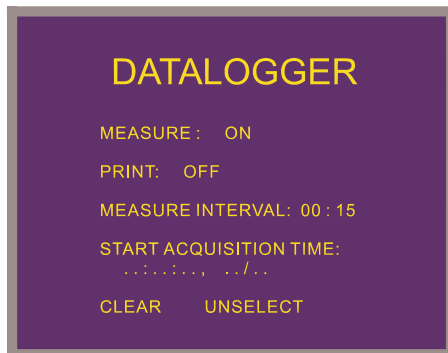 DATALOGGER
MEASURE : ON
PRINT: OFF
MEASURE INTERVAL: 00 : 15
START ACQUISITION TIME:
..:..:.., ../..
CLEAR UNSELECT